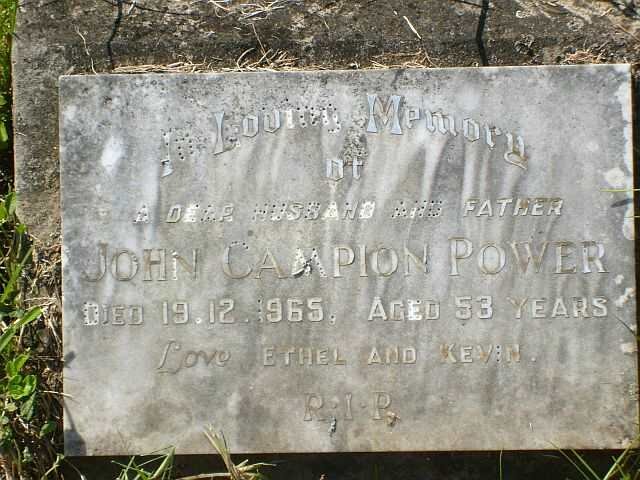 In Loving Memory
of
A DEAR HUSBAND AND FATHER
JOHN CAMPION POWER
DIED 19.12.1965, AGED 53 YEARS
Love ETHEL AND KEVIN.
R.I.P.